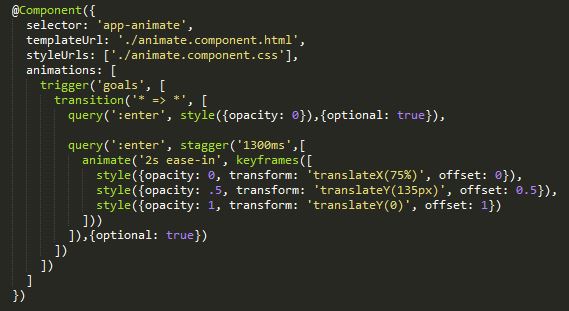 @Component({
  selector: 'app-animate',
  templateUrl: './animate.component.html',
  styleUrls: ['./animate.component.css'],
  animations: [
    trigger('goals', [
      transition('* => *', [
        query(':enter', style({opacity: 0}),{optional: true}),

        query(':enter', stagger('1300ms',[
          animate('2s ease-in', keyframes([
            style({opacity: 0, transform: 'translateX(75%)', offset: 0}),
            style({opacity: .5, transform: 'translateY(135px)', offset: 0.5}),
            style({opacity: 1, transform: 'translateY(0)', offset: 1})
          ]))
        ]),{optional: true})
      ])
    ])
  ]
})